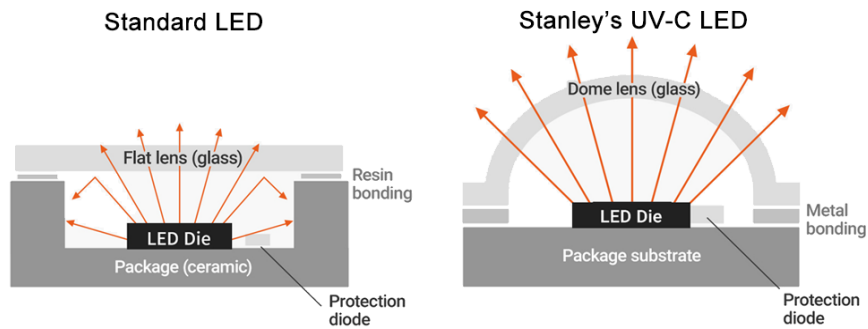 Standard LED
Flat lens (glass)
Resin
bonding
LED Die
Package (ceramic)
Protection
diode
Stanley’s UV-C LED
Dome lens (glass)
LED Die
Metal
bonding
Package substrate
Protection
diode